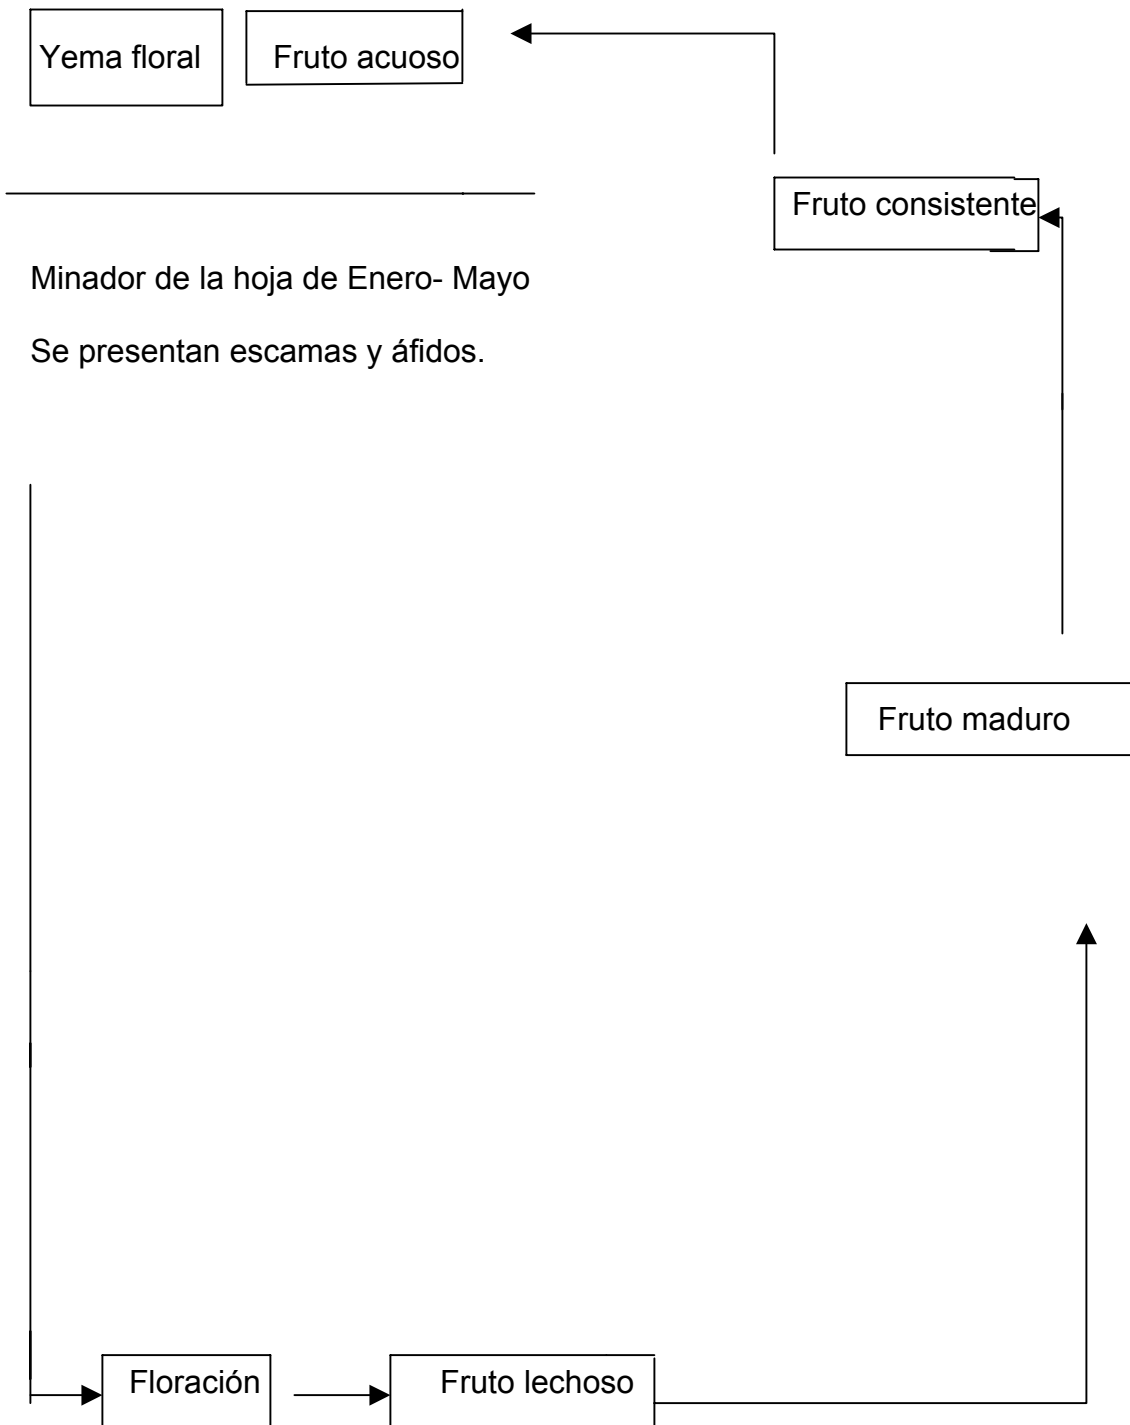 Yema floral Fruto acuoso
Fruto consistente
Minador de la hoja de Enero- Mayo
Se presentan escamas y áfidos.
Fruto maduro
Floración Fruto lechoso